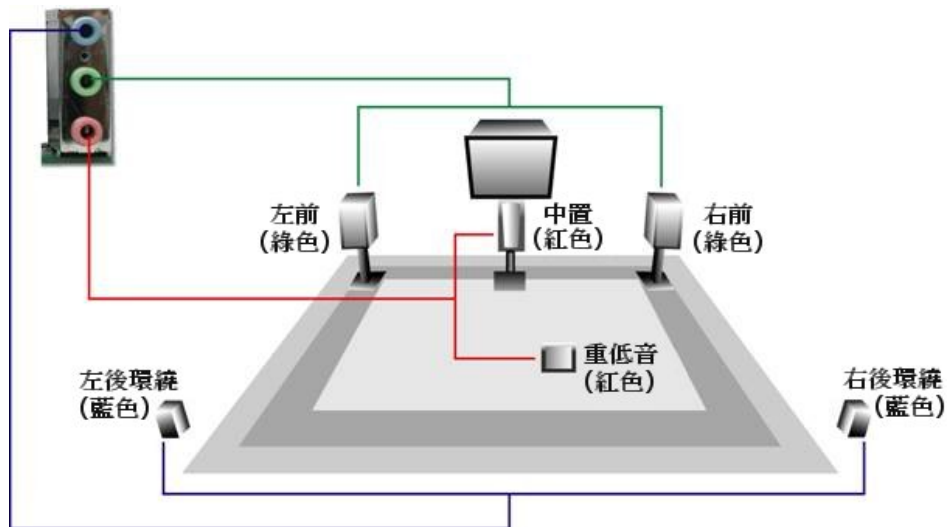 左前
(綠色)
中置
(紅色)
右前
(綠色)
重低音
(紅色)
左後環繞
(藍色)
右後環繞
(藍色)